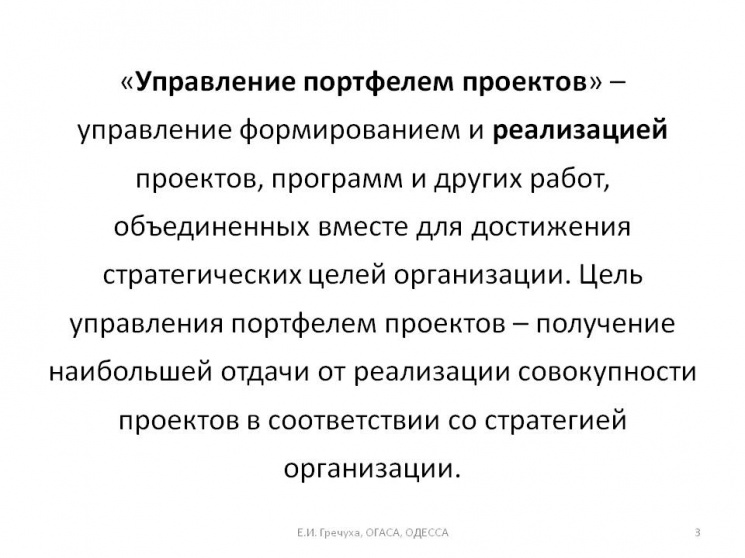 «Управление портфелем проектов» –
управление формированием и реализацией
проектов, программ и других работ,
объединенных вместе для достижения
стратегических целей организации. Цель
управления портфелем проектов – получение
наибольшей отдачи от реализации совокупности
проектов в соответствии со стратегией
организации.
Е.И. Гречуха, ОГАСА, ОДЕССА 3